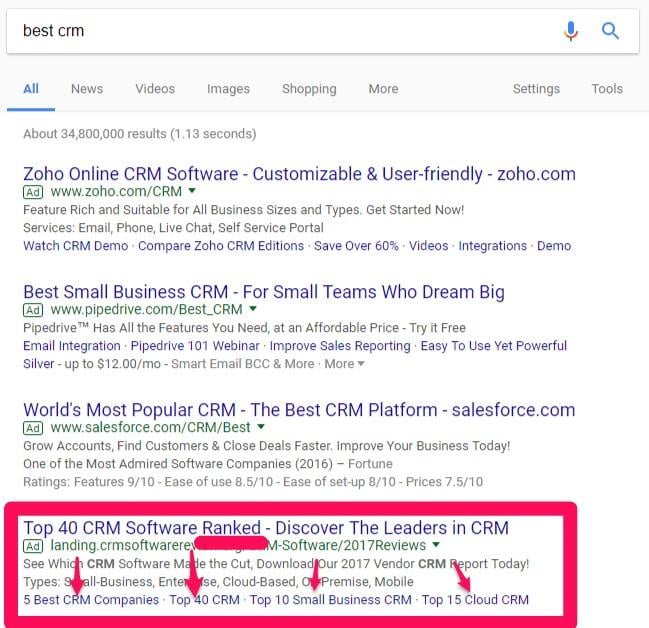 best crm
All News Videos Images Shopping More Settings Tools
About 34,800,000 results (1.13 seconds)
Zoho Online CRM Software - Customizable & User-friendly - zoho.com
Ad www.zoho.com/CRM
Feature Rich and Suitable for All Business Sizes and Types. Get Started Now!
Services: Email, Phone, Live Chat, Self Service Portal
Watch CRM Demo · Compare Zoho CRM Editions · Save Over 60% · Videos · Integrations · Demo
Best Small Business CRM - For Small Teams Who Dream Big
Ad www.pipedrive.com/Best_CRM
Pipedrive™ Has All the Features You Need, at an Affordable Price - Try it Free
Email Integration · Pipedrive 101 Webinar · Improve Sales Reporting · Easy To Use Yet Powerful
Silver - up to $12.00/mo - Smart Email BCC & More · More
World's Most Popular CRM - The Best CRM Platform - salesforce.com
Ad www.salesforce.com/CRM/Best
Grow Accounts, Find Customers & Close Deals Faster. Improve Your Business Today!
One of the Most Admired Software Companies (2016) – Fortune
Ratings: Features 9/10 - Ease of use 8.5/10 - Ease of set-up 8/10 - Prices 7.5/10
Top 40 CRM Software Ranked - Discover The Leaders in CRM
Ad M-Software/2017Reviews
See Which CRM Software Made the Cut, Download Our 2017 Vendor CRM Report Today!
Types: Small-Business, Enterprise, Cloud-Based, On-Premise, Mobile
5 Best CRM Companies · Top 40 CRM · Top 10 Small Business CRM · Top 15 Cloud CRM